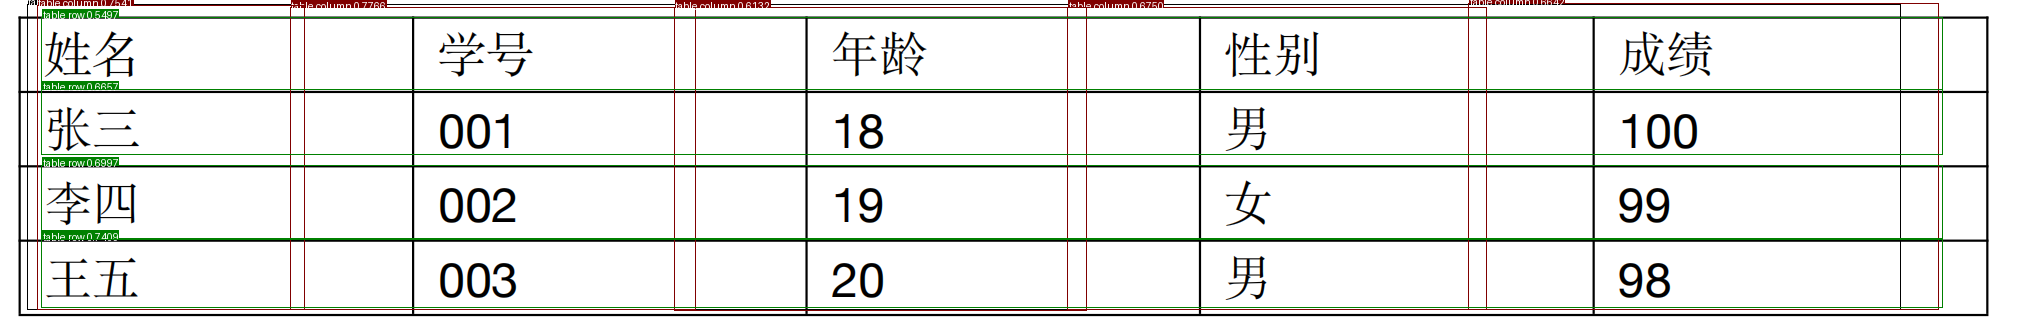 table column 0.7541 table column 0.7766 table column 0.6132 table column 0.6750 table column 0.6642
table row 0.5497
姓名 学号 年龄 性别 成绩
table row 0.6657
张三 001 18 男 100
table row 0.6997
李四 002 19 女 99
table row 0.7409
王五 003 20 男 98